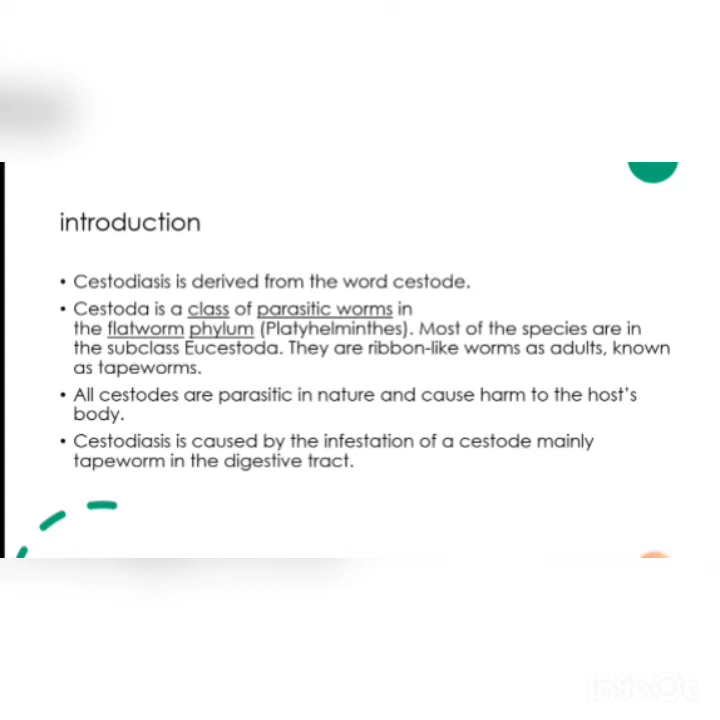 introduction
• Cestodiasis is derived from the word cestode.
• Cestoda is a class of parasitic worms in
the flatworm phylum (Platyhelminthes). Most of the species are in
the subclass Eucestoda. They are ribbon-like worms as adults, known
as tapeworms.
• All cestodes are parasitic in nature and cause harm to the host's
body.
• Cestodiasis is caused by the infestation of a cestode mainly
tapeworm in the digestive tract.